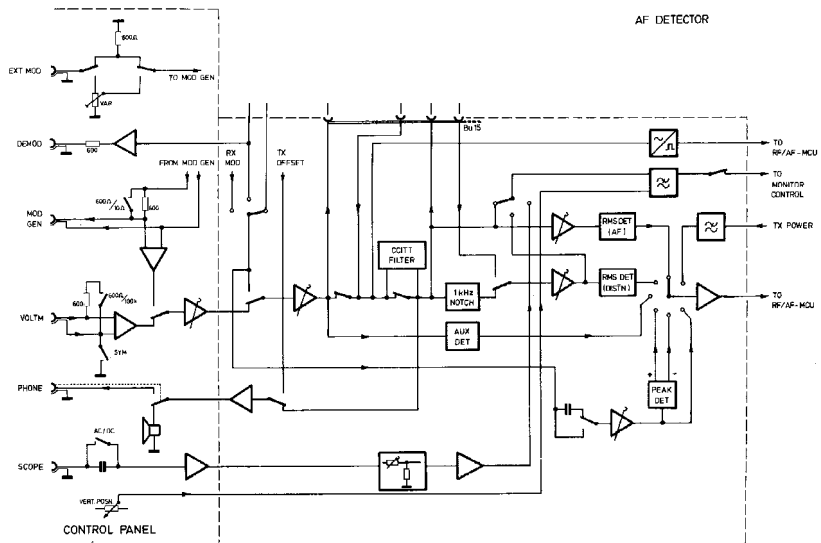 AF DETECTOR
600Ω
EXT MOD
TO MOD GEN
VAR
Bu 15
DEMOD
600
FROM MOD GEN
RX
MOD
TX
OFFSET
TO
RF/AF-MCU
TO
MONITOR
CONTROL
600Ω/10Ω
600
MOD
GEN
CCITT
FILTER
RMS DET
(AF)
TX POWER
600Ω/100k
600
VOLTM
1kHz
NOTCH
RMS DET
(DISTN)
TO
RF/AF-MCU
SYM
AUX
DET
PHONE
+
-
PEAK
DET
AC/DC
SCOPE
VERT. POSN.
CONTROL PANEL